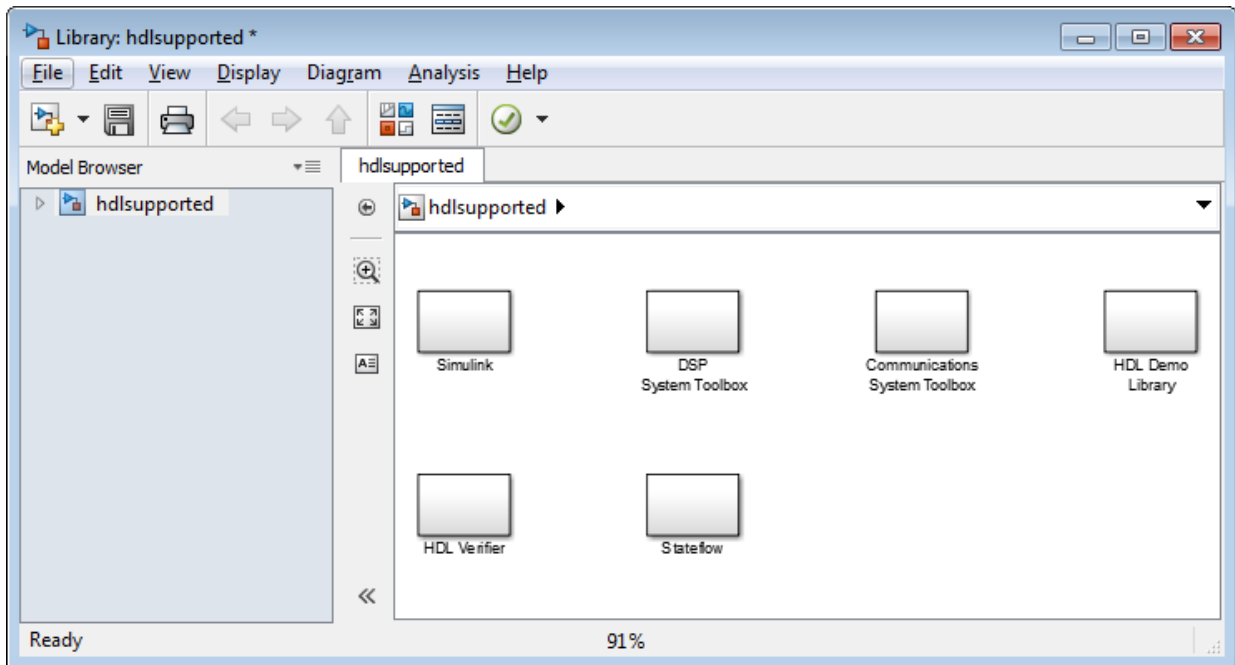 Library: hdlsupported *
File Edit View Display Diagram Analysis Help
Model Browser
hdlsupported
hdlsupported
hdlsupported
A
Simulink
DSP
System Toolbox
Communications
System Toolbox
HDL Demo
Library
HDL Verifier
Stateflow
Ready
91%